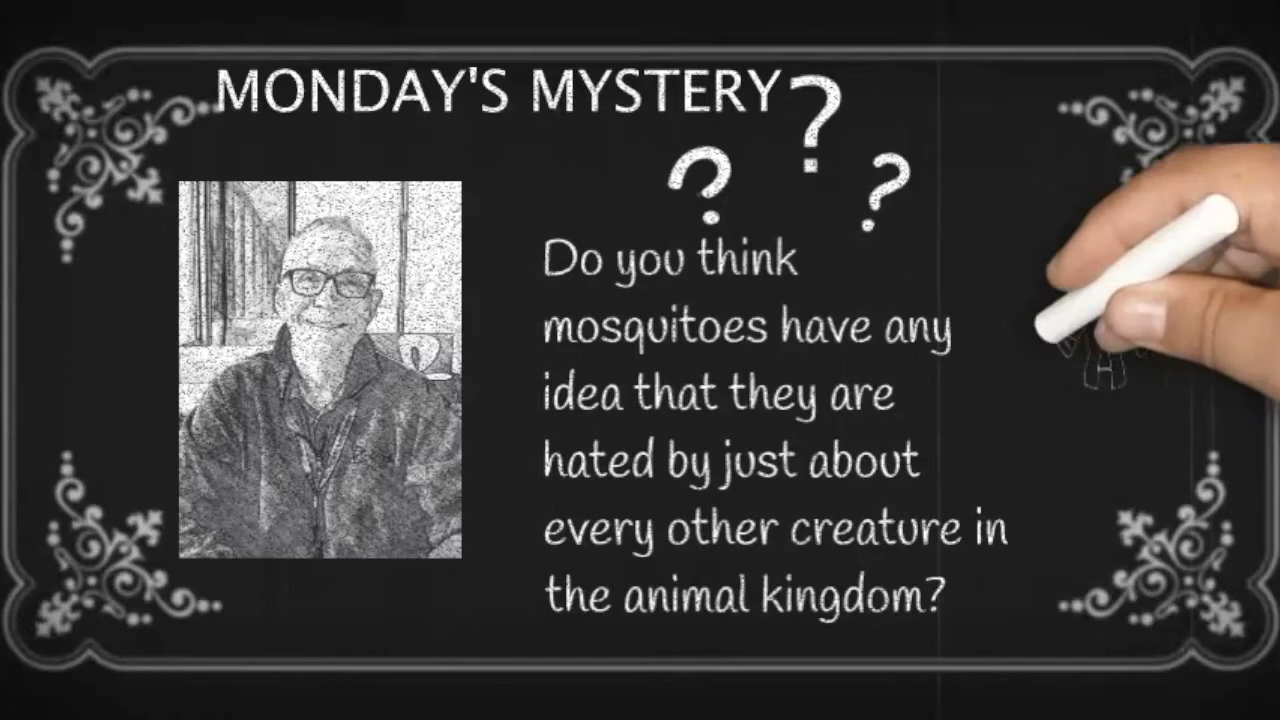 MONDAY'S MYSTERY?
? ?
Do you think
mosquitoes have any
idea that they are
hated by just about
every other creature in
the animal kingdom?